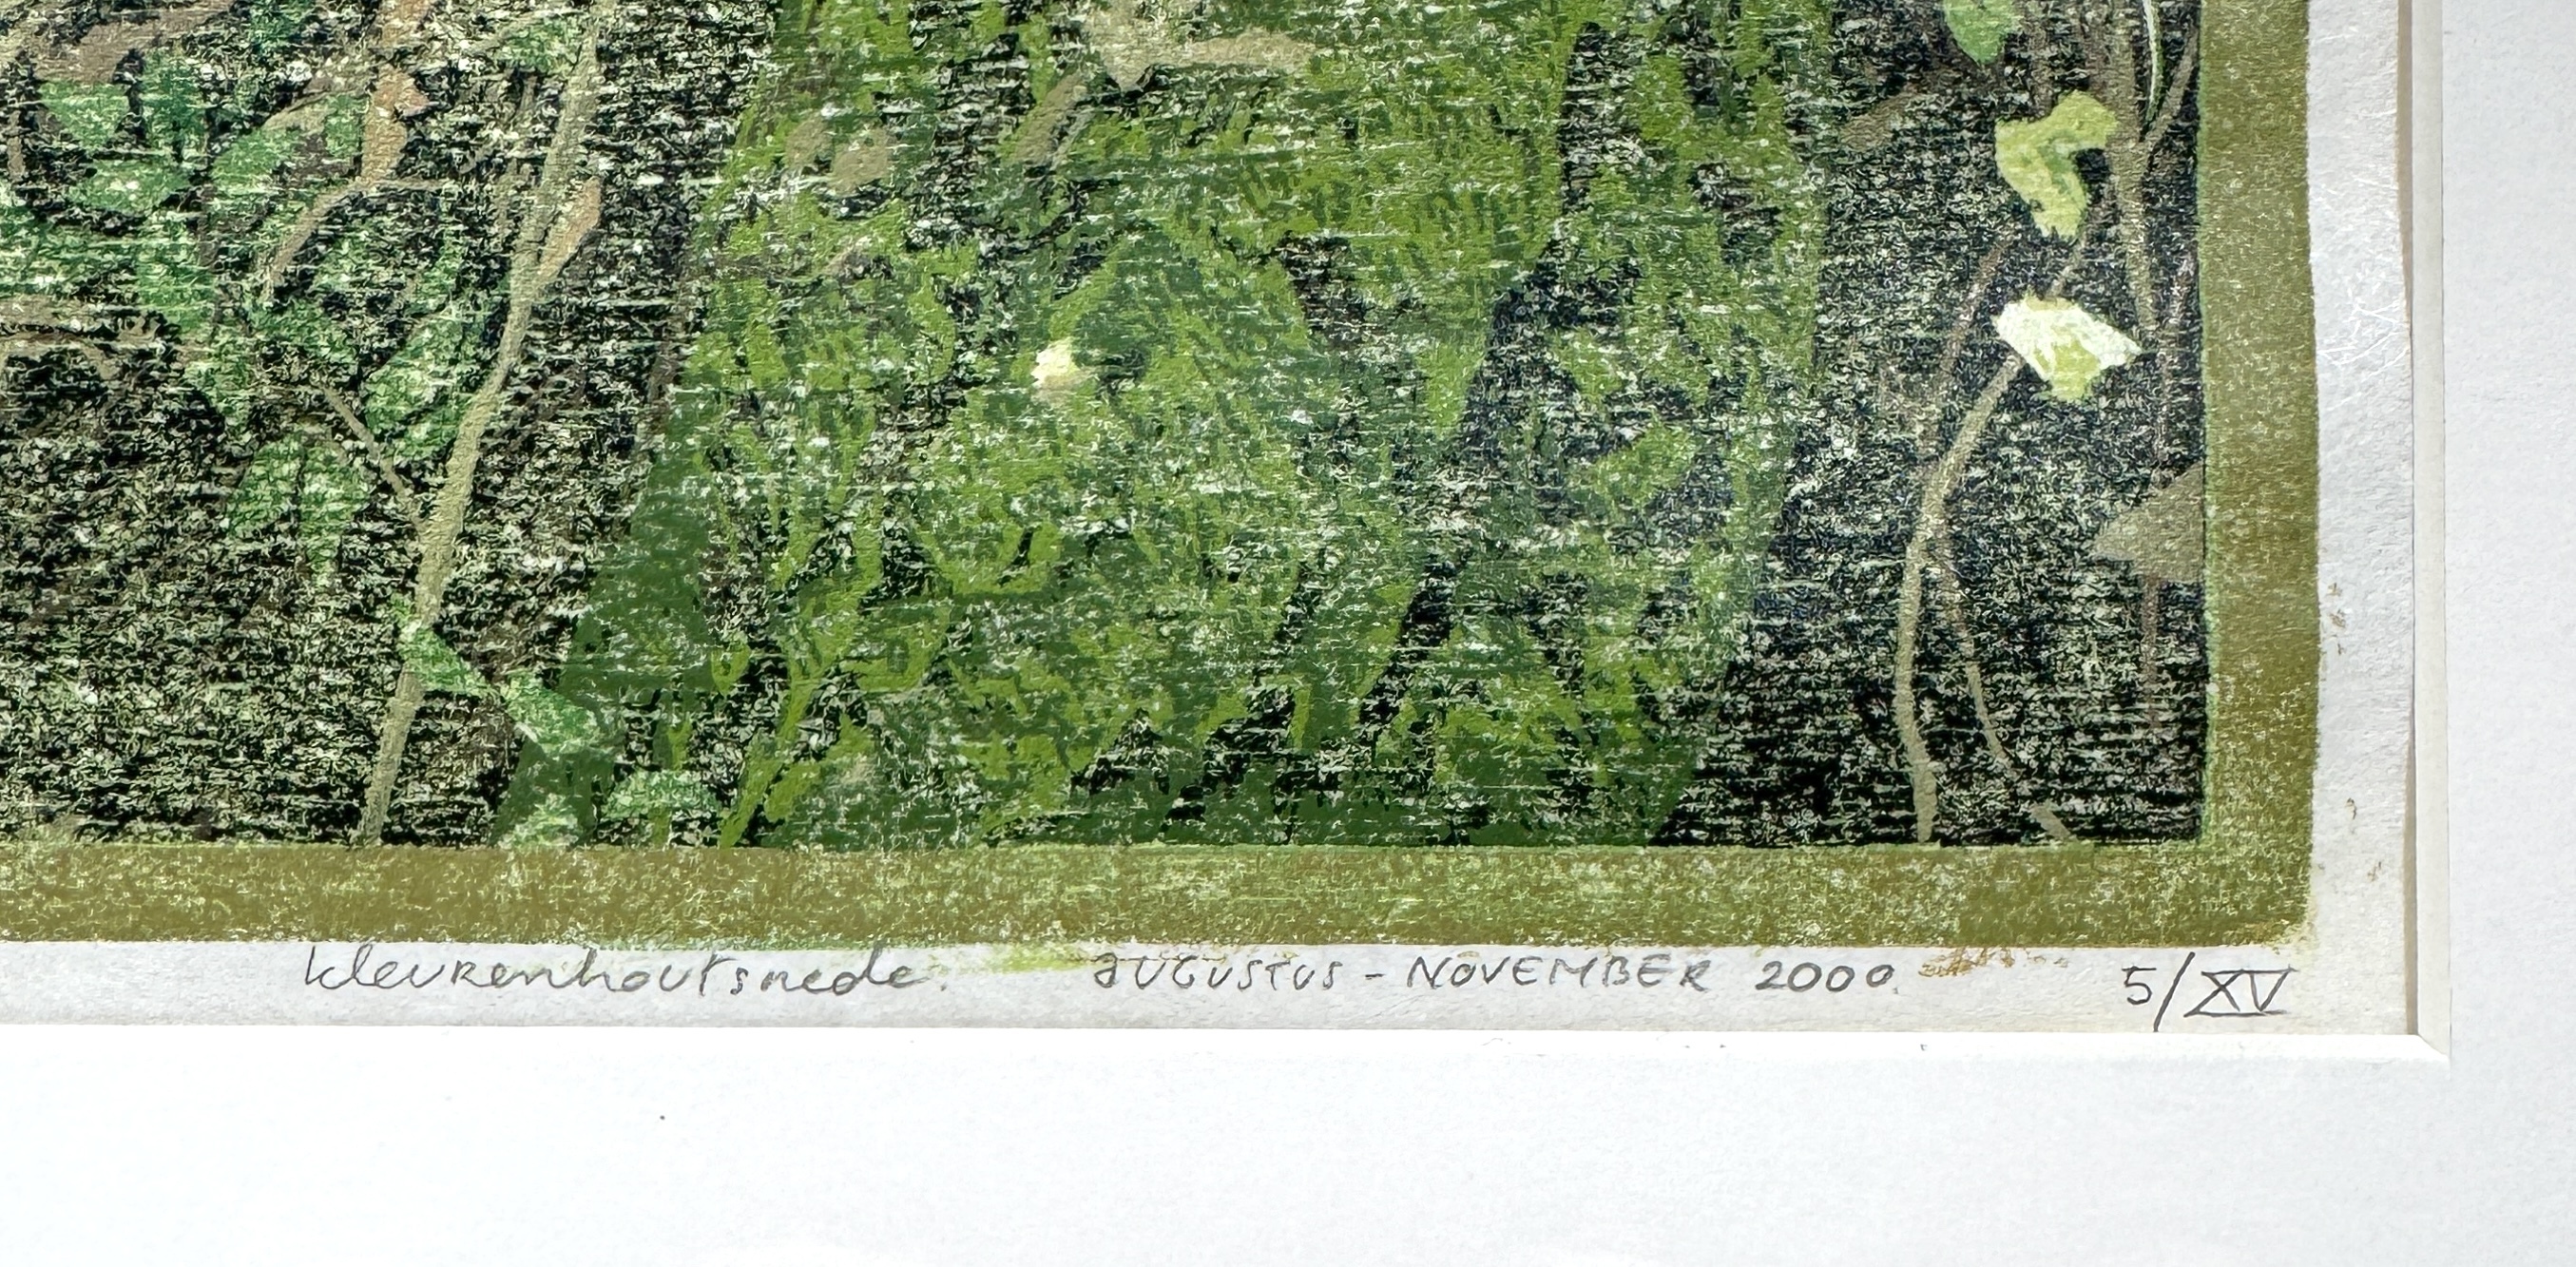 kleurenhoutsnede. AUGUSTUS - NOVEMBER 2000. 5/XV